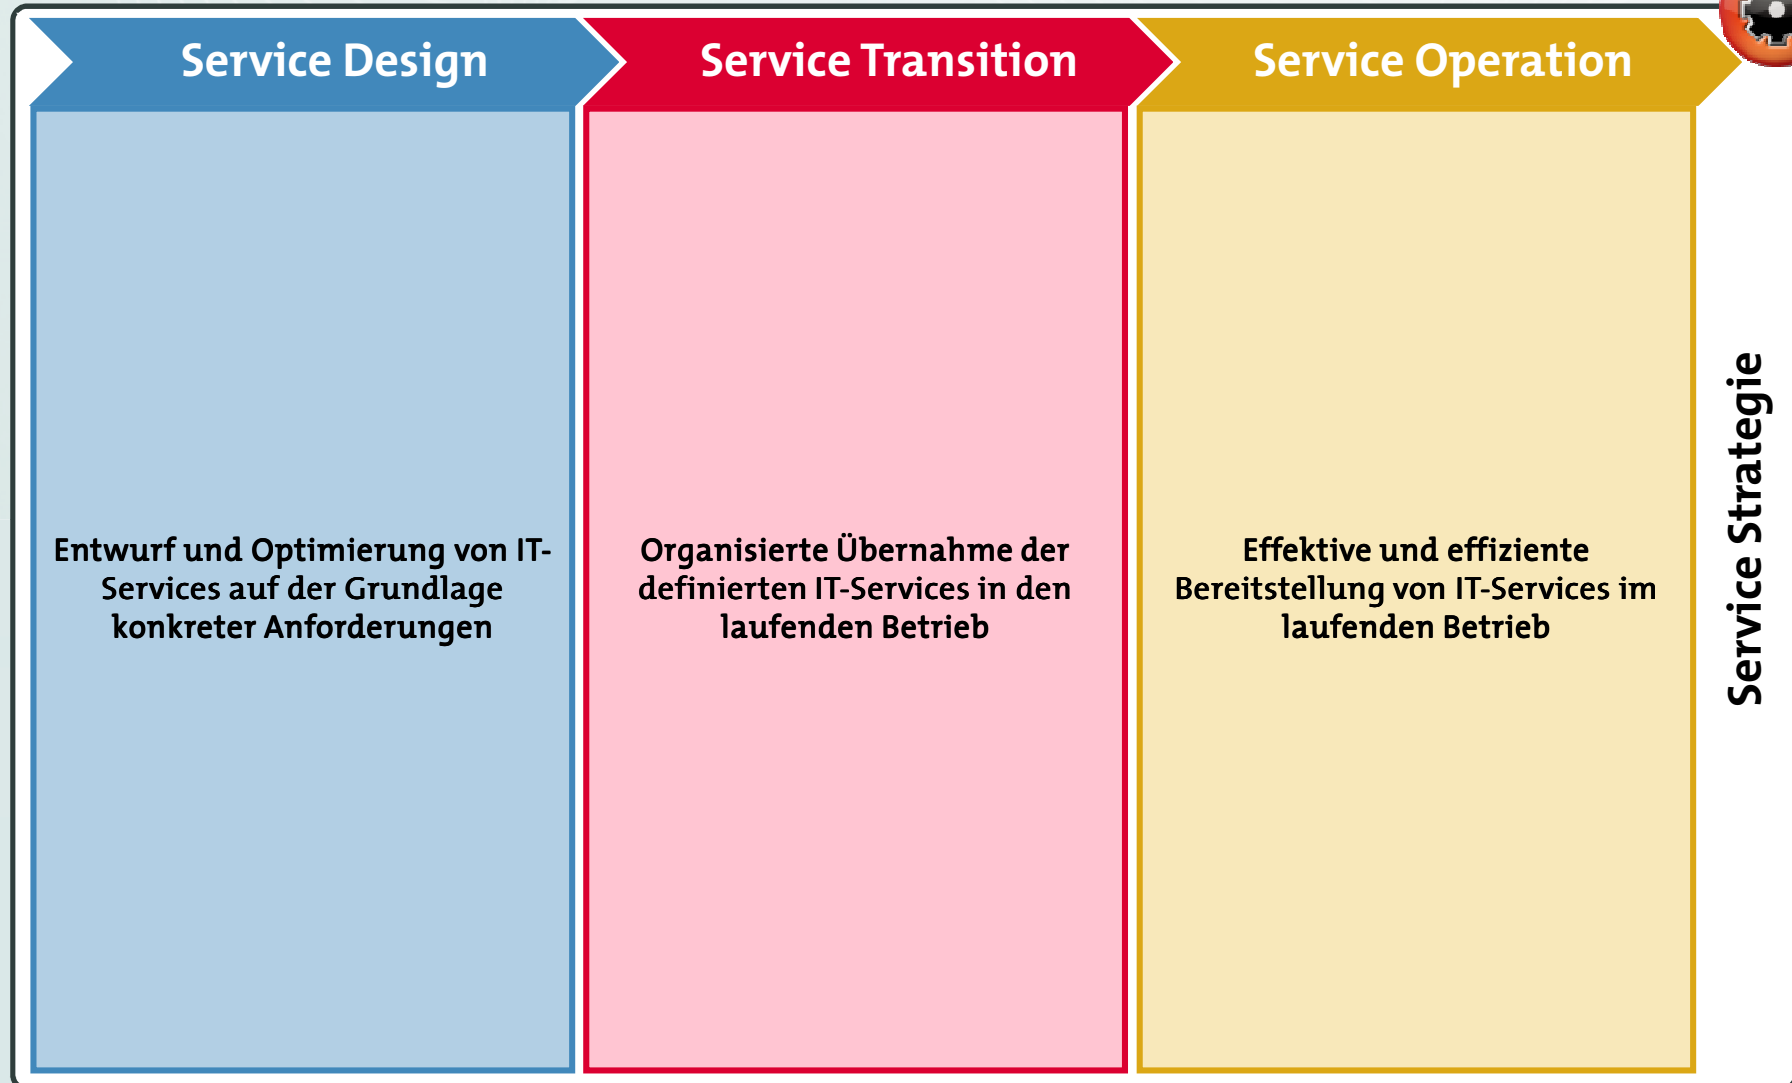 Service Design
Service Transition
Service Operation
Entwurf und Optimierung von IT-
Services auf der Grundlage
konkreter Anforderungen
Organisierte Übernahme der
definierten IT-Services in den
laufenden Betrieb
Effektive und effiziente
Bereitstellung von IT-Services im
laufenden Betrieb
Service Strategie